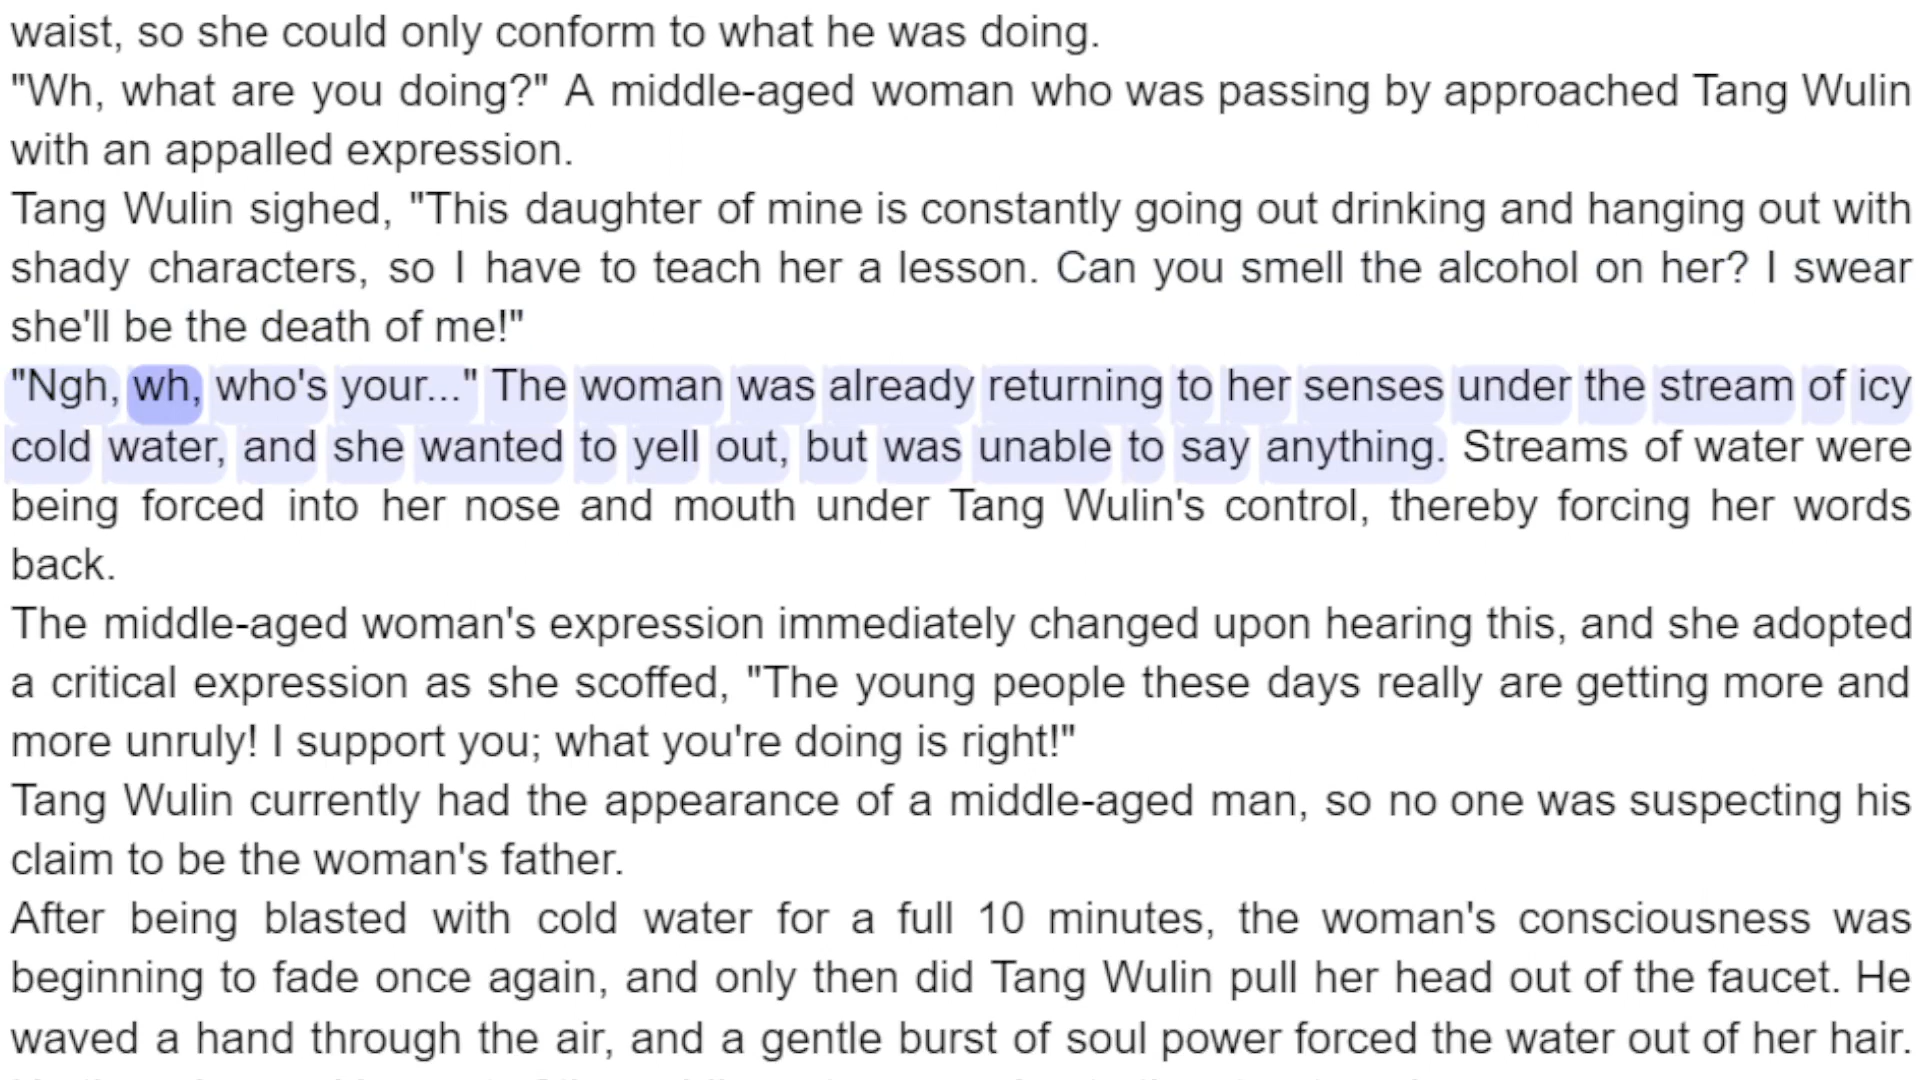 waist, so she could only conform to what he was doing.
"Wh, what are you doing?" A middle-aged woman who was passing by approached Tang Wulin
with an appalled expression.
Tang Wulin sighed, "This daughter of mine is constantly going out drinking and hanging out with
shady characters, so I have to teach her a lesson. Can you smell the alcohol on her? I swear
she'll be the death of me!"
"Ngh, wh, who's your..." The woman was already returning to her senses under the stream of icy
cold water, and she wanted to yell out, but was unable to say anything. Streams of water were
being forced into her nose and mouth under Tang Wulin's control, thereby forcing her words
back.
The middle-aged woman's expression immediately changed upon hearing this, and she adopted
a critical expression as she scoffed, "The young people these days really are getting more and
more unruly! I support you; what you're doing is right!"
Tang Wulin currently had the appearance of a middle-aged man, so no one was suspecting his
claim to be the woman's father.
After being blasted with cold water for a full 10 minutes, the woman's consciousness was
beginning to fade once again, and only then did Tang Wulin pull her head out of the faucet. He
waved a hand through the air, and a gentle burst of soul power forced the water out of her hair.